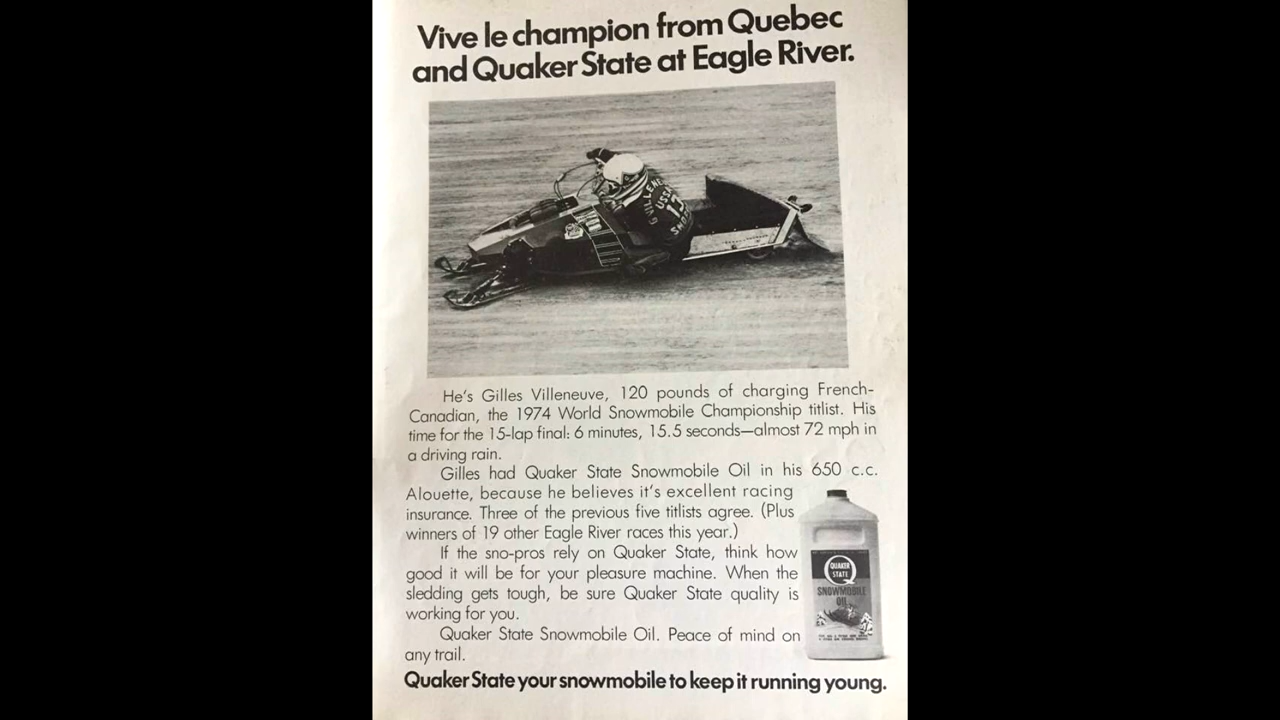 Vive le champion from Quebec
and Quaker State at Eagle River.
G.VILLENE
USSA
13
He's Gilles Villeneuve, 120 pounds of charging French-
Canadian, the 1974 World Snowmobile Championship titlist. His
time for the 15-lap final: 6 minutes, 15.5 seconds—almost 72 mph in
a driving rain.
Gilles had Quaker State Snowmobile Oil in his 650 c.c.
Alouette, because he believes it's excellent racing
insurance. Three of the previous five titlists agree. (Plus
winners of 19 other Eagle River races this year.)
If the sno-pros rely on Quaker State, think how
good it will be for your pleasure machine. When the
sledding gets tough, be sure Quaker State quality is
working for you.
Quaker State Snowmobile Oil. Peace of mind on
any trail.
QUAKER
STATE
SNOWMOBILE
OIL
Quaker State your snowmobile to keep it running young.